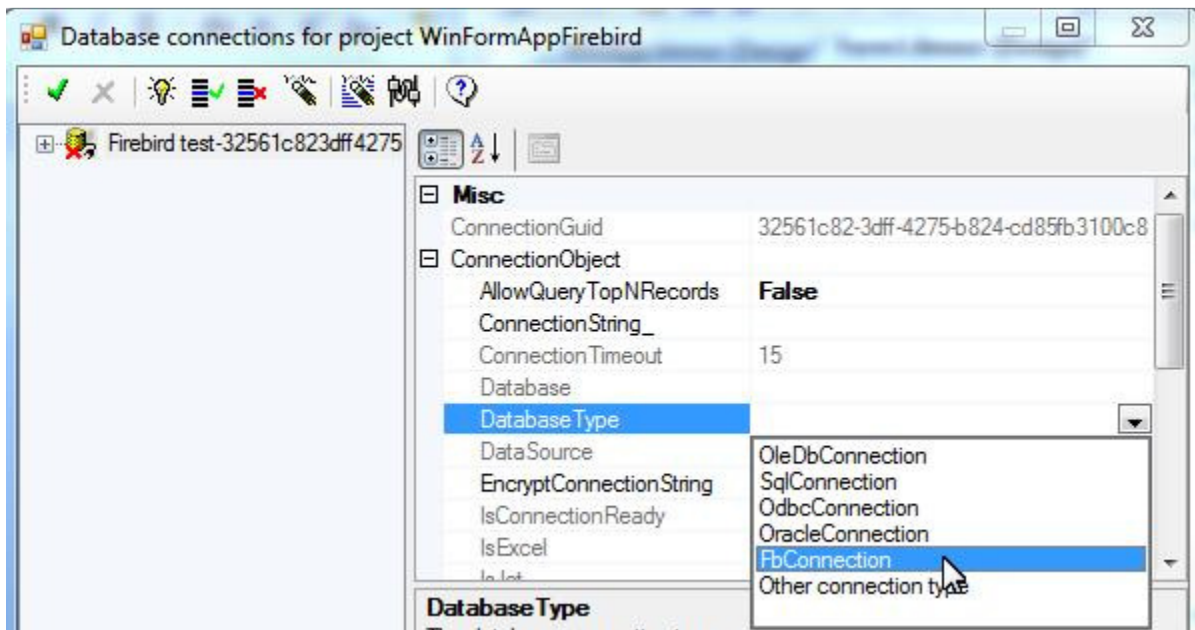 Database connections for project WinFormAppFirebird
Firebird test-32561c823dff4275
Misc
ConnectionGuid 32561c82-3dff-4275-b824-cd85fb3100c8
ConnectionObject
AllowQueryTopNRecords False
ConnectionString_
ConnectionTimeout 15
Database
DatabaseType
DataSource
EncryptConnectionString
IsConnectionReady
IsExcel
OleDbConnection
SqlConnection
OdbcConnection
OracleConnection
FbConnection
Other connection type
DatabaseType